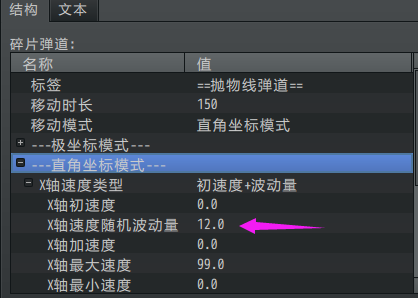 结构 文本
碎片弹道:
名称 值
标签 ==抛物线弹道==
移动时长 150
移动模式 直角坐标模式
---极坐标模式---
---直角坐标模式---
X轴速度类型 初速度+波动量
X轴初速度 0.0
X轴速度随机波动量 12.0
X轴加速度 0.0
X轴最大速度 99.0
X轴最小速度 0.0